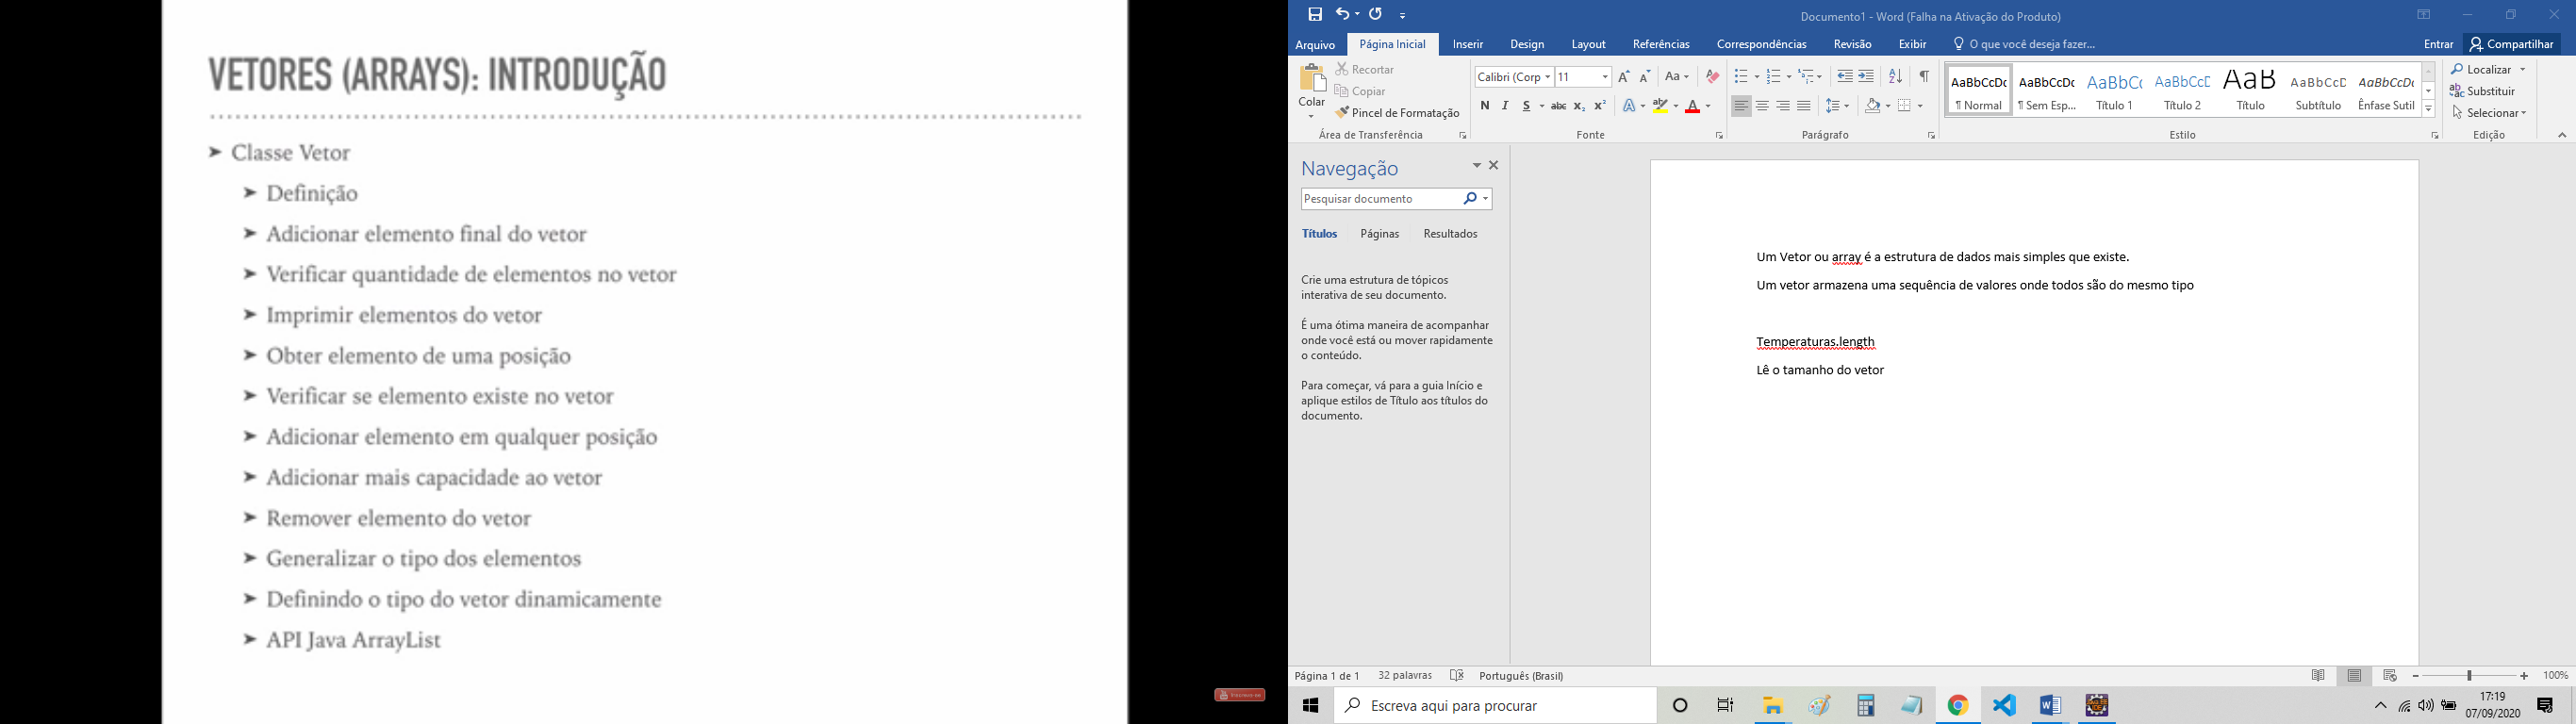 VETORES (ARRAYS): INTRODUÇÃO
➤ Classe Vetor
➤ Definição
➤ Adicionar elemento final do vetor
➤ Verificar quantidade de elementos no vetor
➤ Imprimir elementos do vetor
➤ Obter elemento de uma posição
➤ Verificar se elemento existe no vetor
➤ Adicionar elemento em qualquer posição
➤ Adicionar mais capacidade ao vetor
➤ Remover elemento do vetor
➤ Generalizar o tipo dos elementos
➤ Definindo o tipo do vetor dinamicamente
➤ API Java ArrayList
Documento1 - Word (Falha na Ativação do Produto)
Arquivo Página Inicial Inserir Design Layout Referências Correspondências Revisão Exibir O que você deseja fazer... Entrar Compartilhar
Colar
Recortar
Copiar
Pincel de Formatação
Área de Transferência
Calibri (Corp 11 Aa
N I S abc x₂ x² A aby A
Fonte
Parágrafo
AaBbCcDc AaBbCcDc AaBbCc AaBbCcD AaB AaBbCcD AaBbCcDc
¶ Normal ¶ Sem Esp... Título 1 Título 2 Título Subtítulo Ênfase Sutil
Estilo
Localizar
Substituir
Selecionar
Edição
Navegação
Pesquisar documento
Títulos Páginas Resultados
Crie uma estrutura de tópicos
interativa de seu documento.
É uma ótima maneira de acompanhar
onde você está ou mover rapidamente
o conteúdo.
Para começar, vá para a guia Início e
aplique estilos de Título aos títulos do
documento.
Um Vetor ou array é a estrutura de dados mais simples que existe.
Um vetor armazena uma sequência de valores onde todos são do mesmo tipo
Temperaturas.length
Lê o tamanho do vetor
Página 1 de 1 32 palavras Português (Brasil) 100%
Escreva aqui para procurar
17:19
07/09/2020